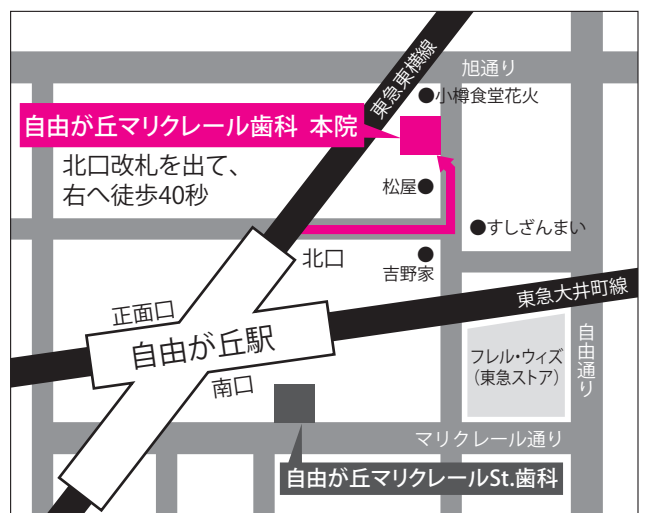 旭通り
東急東横線
●小樽食堂花火
自由が丘マリクレール歯科 本院
北口改札を出て、
右へ徒歩40秒
松屋●
●すしざんまい
北口
吉野家
東急大井町線
正面口
自由が丘駅
南口
フレル・ウィズ
(東急ストア)
自由通り
マリクレール通り
自由が丘マリクレールSt.歯科